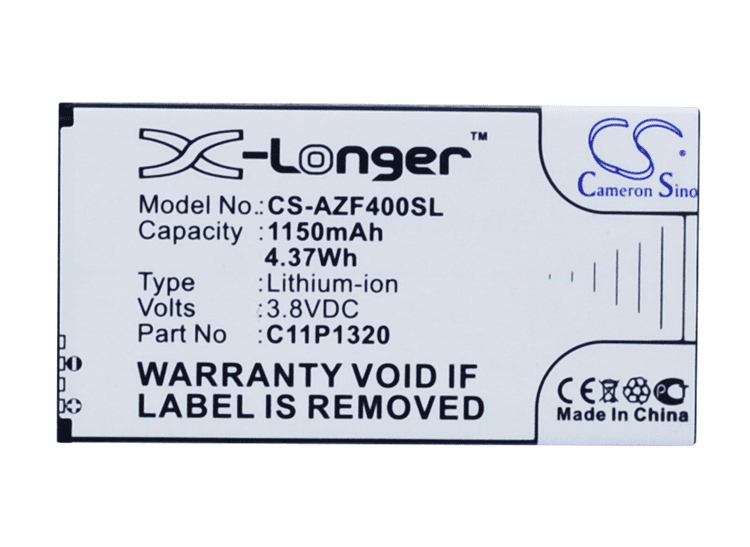 X-Longer™
CS
Cameron Sino
Model No.:CS-AZF400SL
Capacity :1150mAh
4.37Wh
Type :Lithium-ion
Volts :3.8VDC
Part No :C11P1320
WARRANTY VOID IF
LABEL IS REMOVED
CE
Made In China